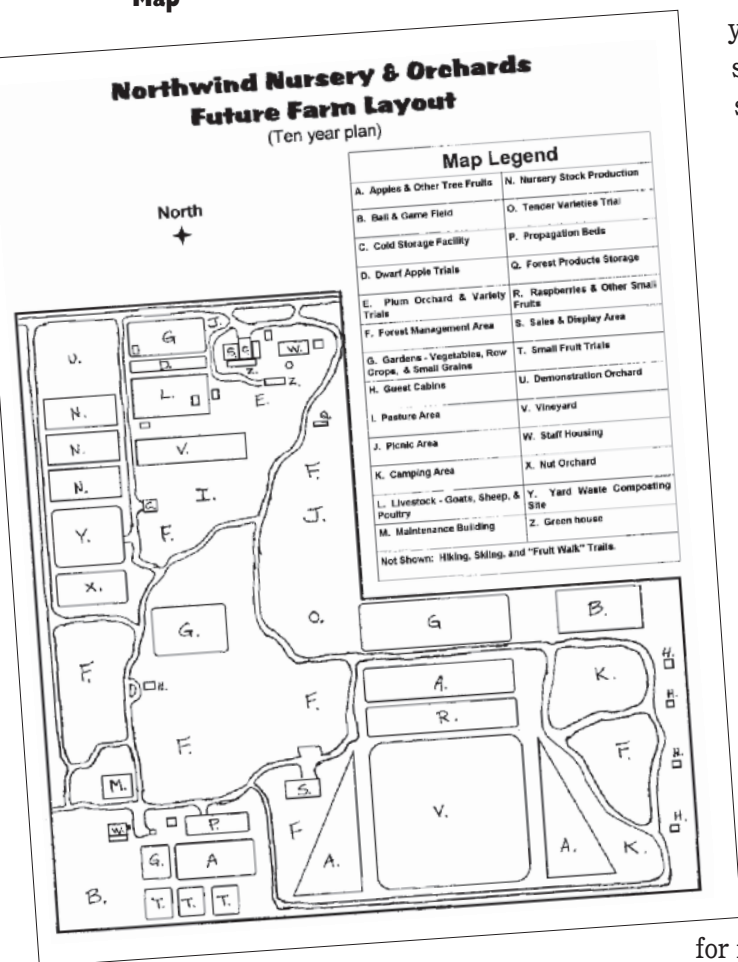 Map
Northwind Nursery & Orchards
Future Farm Layout
(Ten year plan)
North
Map Legend
A. Apples & Other Tree Fruits
N. Nursery Stock Production
B. Ball & Game Field
O. Tender Varieties Trial
C. Cold Storage Facility
P. Propagation Beds
D. Dwarf Apple Trials
Q. Forest Products Storage
E. Plum Orchard & Variety
Trials
R. Raspberries & Other Small
Fruits
F. Forest Management Area
S. Sales & Display Area
G. Gardens - Vegetables, Row
Crops, & Small Grains
T. Small Fruit Trials
H. Guest Cabins
U. Demonstration Orchard
I. Pasture Area
V. Vineyard
J. Picnic Area
W. Staff Housing
K. Camping Area
X. Nut Orchard
L. Livestock - Goats, Sheep, &
Poultry
Y. Yard Waste Composting
Site
M. Maintenance Building
Z. Green house
Not Shown: Hiking, Skiing, and "Fruit Walk" Trails.
U.
G
J.
S.
C
W.
D.
Z.
O
Z.
L.
E.
N.
Q.
N.
V.
F.
N.
I.
J.
Y.
F.
X.
G.
O.
G
B.
F.
H.
A.
K.
H.
F.
R.
H.
F.
F.
H.
M.
S.
V.
W.
P.
F
A.
A.
K.
H.
G.
A
B.
T.
T.
T.
for